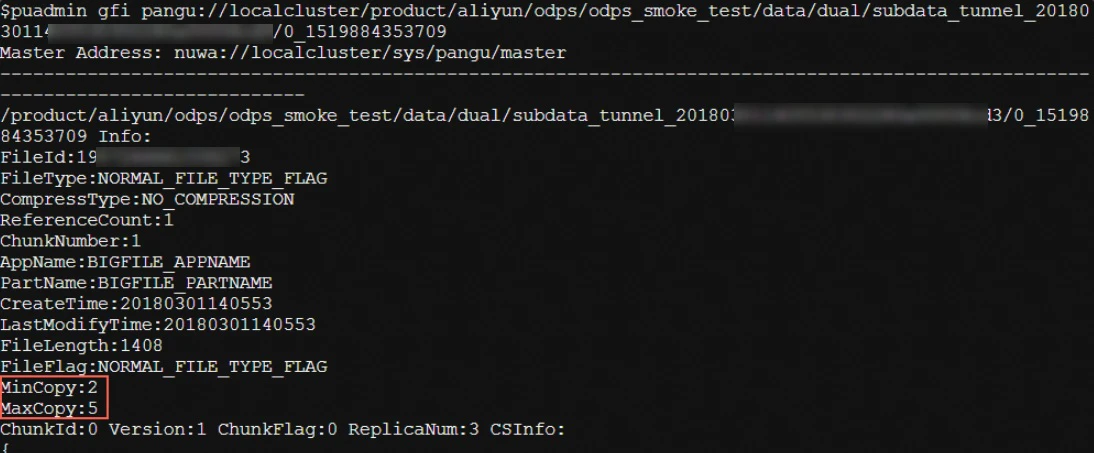 $puadmin gfi pangu://localcluster/product/aliyun/odps/odps_smoke_test/data/dual/subdata_tunnel_20180
30114 /0_1519884353709
Master Address: nuwa://localcluster/sys/pangu/master
----------------------------------------------------------------------------------------------------
----------------------------
/product/aliyun/odps/odps_smoke_test/data/dual/subdata_tunnel_20180 d3/0_15198
84353709 Info:
FileId:19 3
FileType:NORMAL_FILE_TYPE_FLAG
CompressType:NO_COMPRESSION
ReferenceCount:1
ChunkNumber:1
AppName:BIGFILE_APPNAME
PartName:BIGFILE_PARTNAME
CreateTime:20180301140553
LastModifyTime:20180301140553
FileLength:1408
FileFlag:NORMAL_FILE_TYPE_FLAG
MinCopy:2
MaxCopy:5
ChunkId:0 Version:1 ChunkFlag:0 ReplicaNum:3 CSInfo:
{